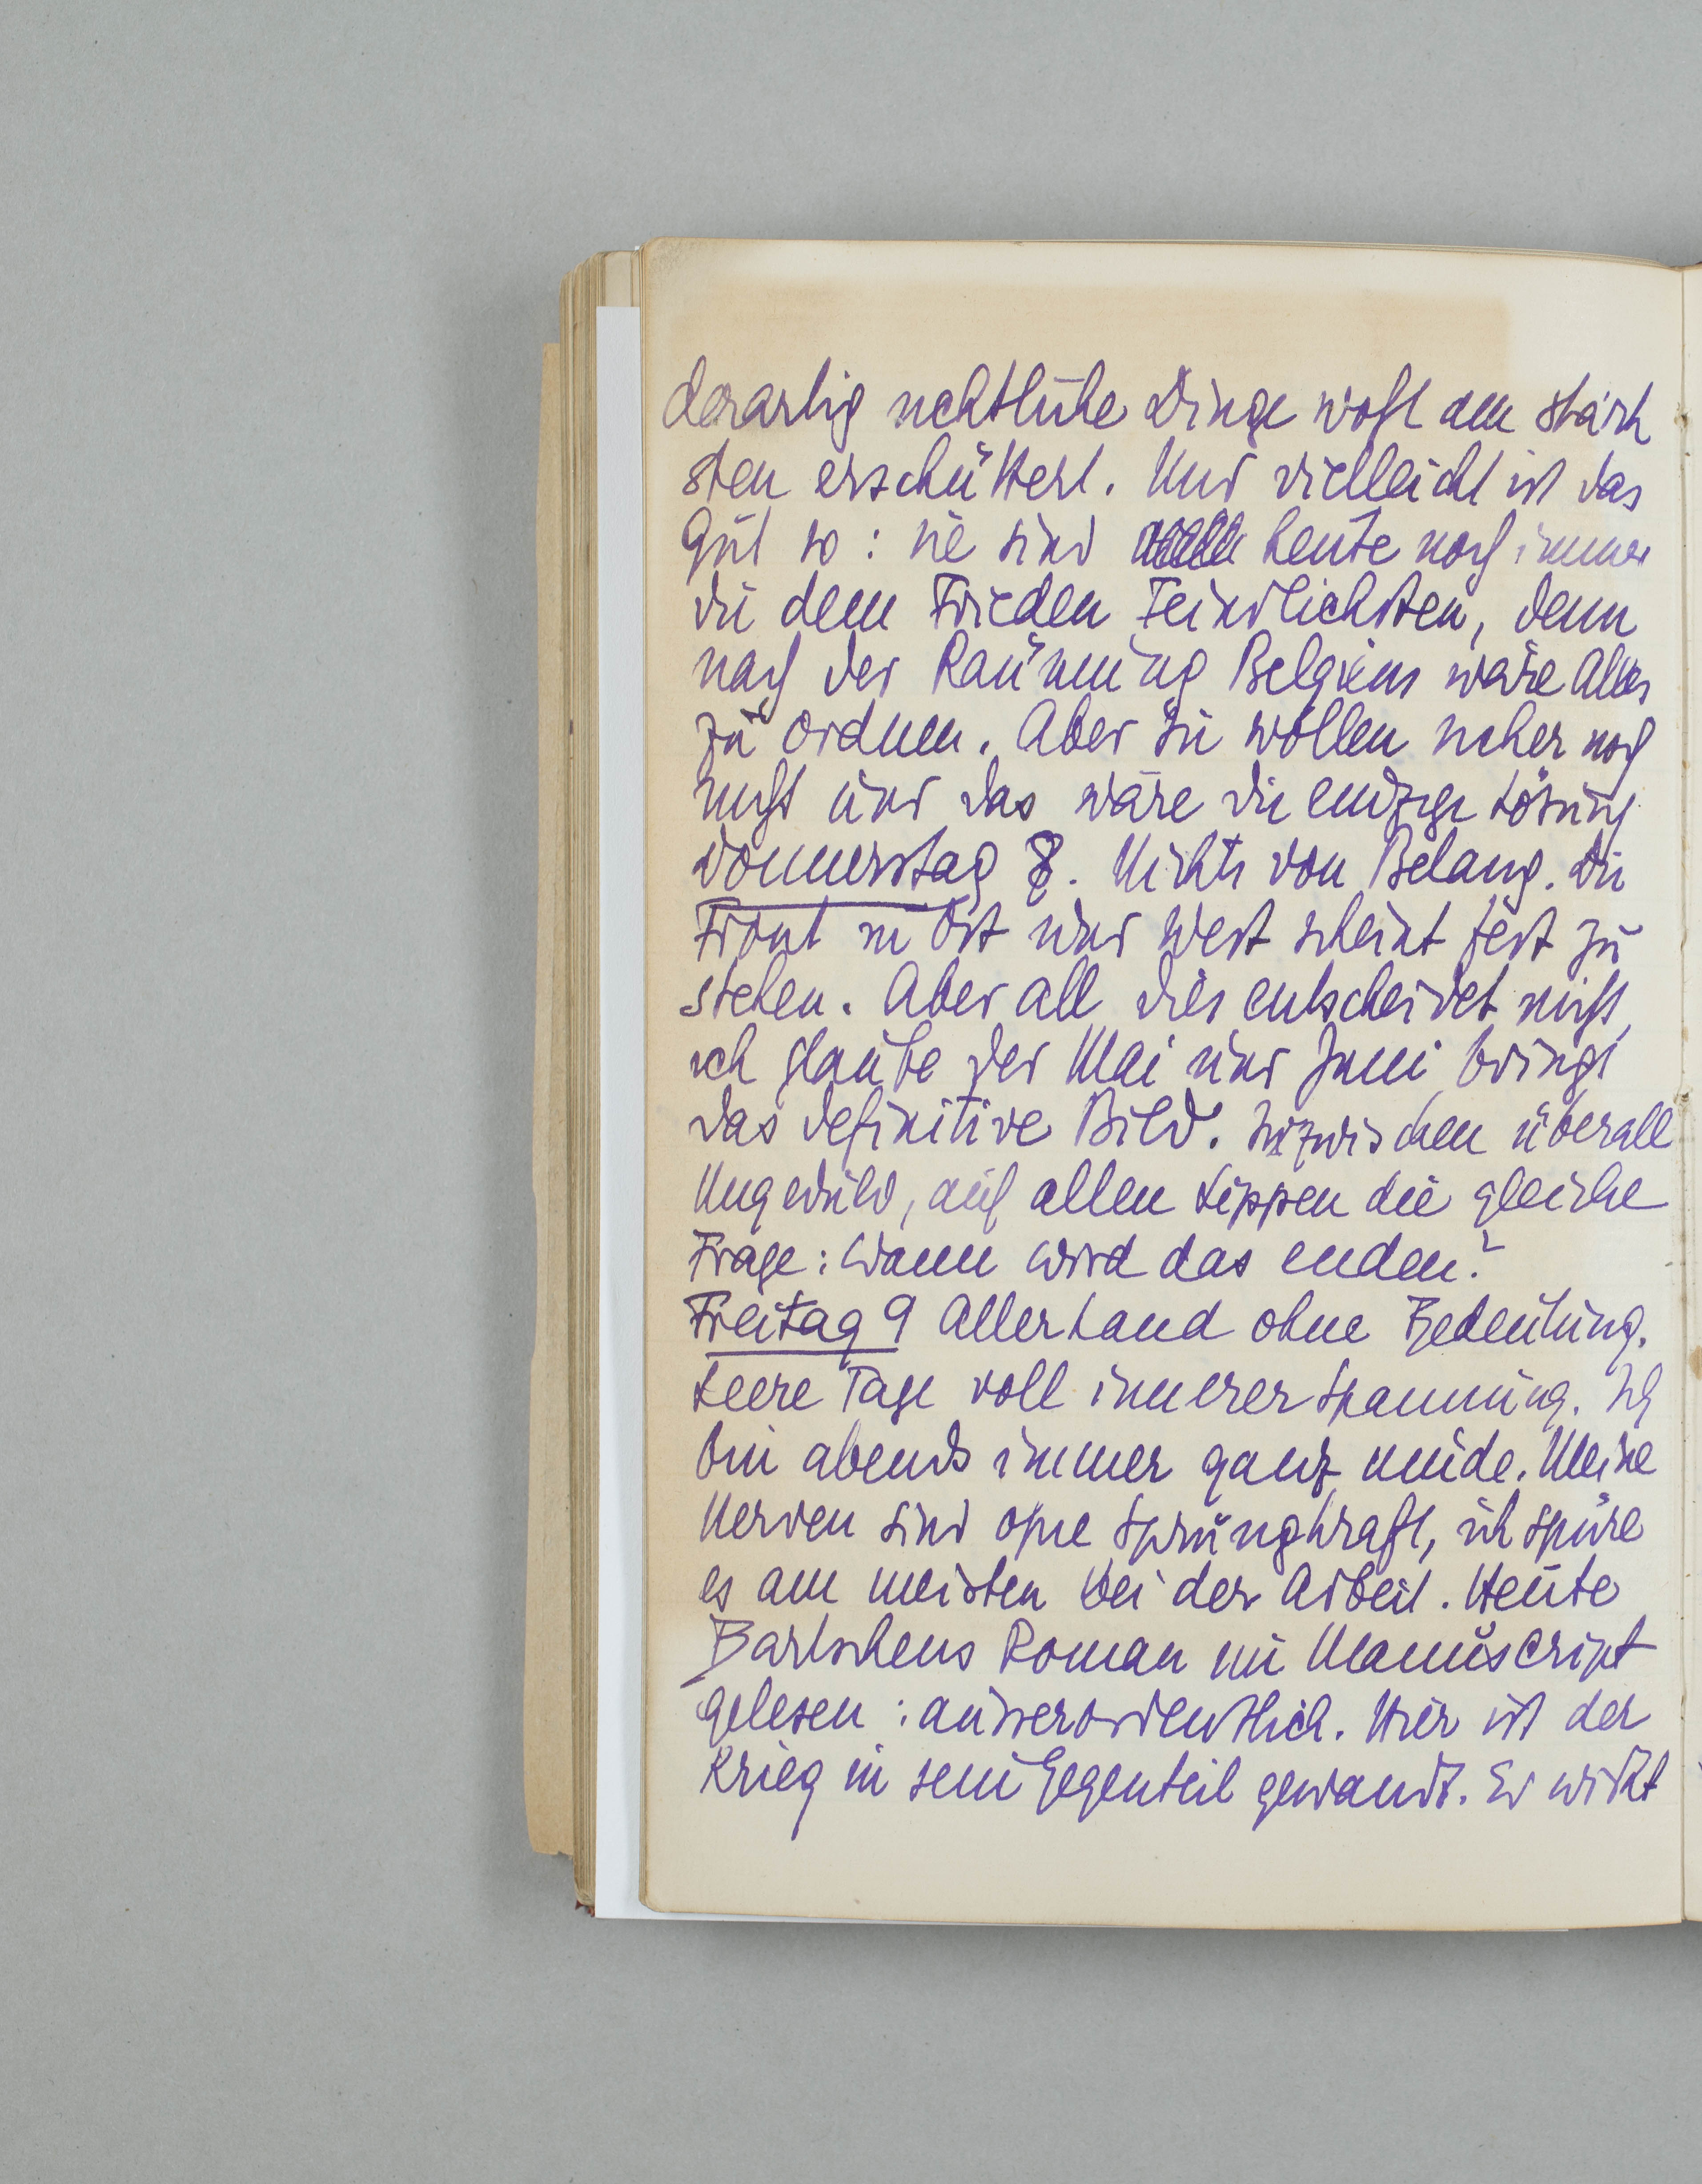 derartig sichtliche Dinge wohl am stärk
sten erschüttert. Und vielleicht ist das
gut so: sie sind heute noch immer
die dem Frieden Feindlichsten, denn
nach der Räumung Belgiens wäre Alles
zu ordnen. Aber sie wollen sicher noch
nicht und das wäre die einzige Lösung
Donnerstag 8. Nichts von Belang. Die
Front in Ost und West scheint fest zu
stehen. Aber all dies entscheidet nicht,
ich glaube der Mai und Juni bringt
das definitive Bild. Inzwischen überall
Ungeduld, auf allen Lippen die gleiche
Frage: Wann wird das enden?
Freitag 9 Allerhand ohne Bedeutung.
Leere Tage voll innerer Spannung. Ich
bin abends immer ganz müde. Meine
Nerven sind ohne Sprungkraft, ich spüre
es am meisten bei der Arbeit. Heute
Bartschens Roman im Manuscript
gelesen: ausserordentlich. Hier ist der
Krieg in sein Gegenteil gewandt. Er wirkt